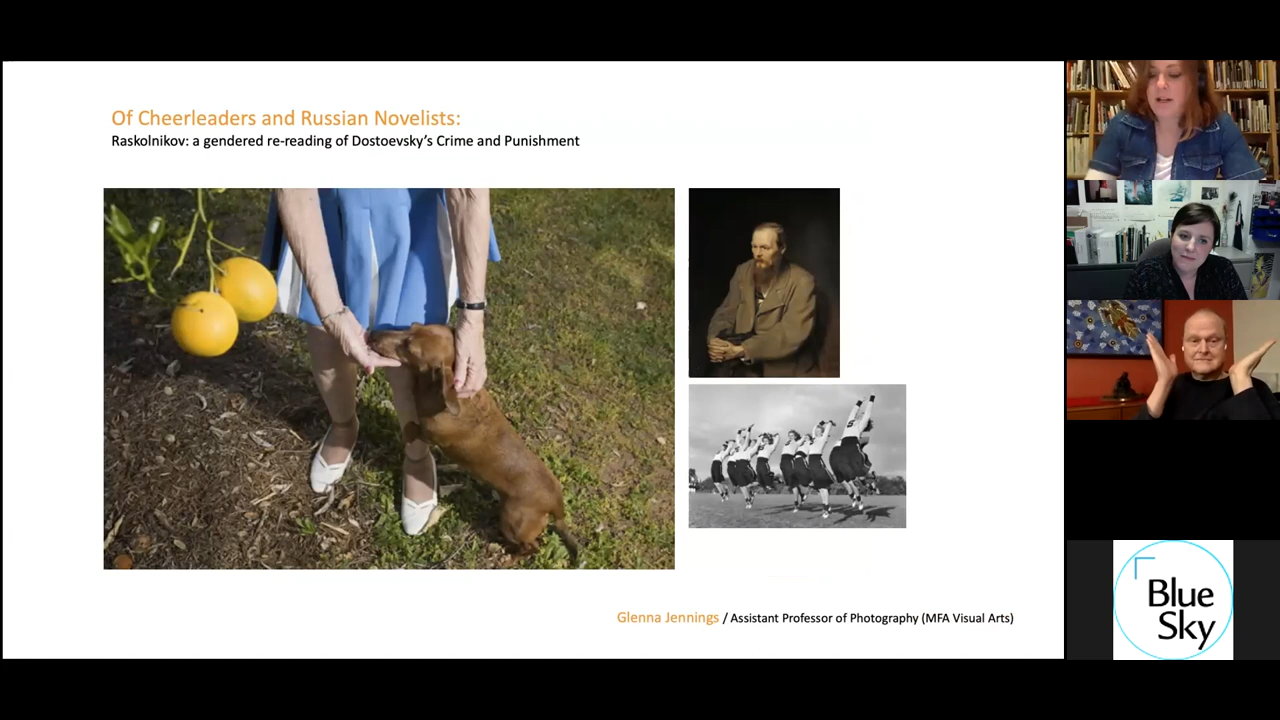 Of Cheerleaders and Russian Novelists:
Raskolnikov: a gendered re-reading of Dostoevsky's Crime and Punishment
Glenna Jennings / Assistant Professor of Photography (MFA Visual Arts)
Blue
Sky